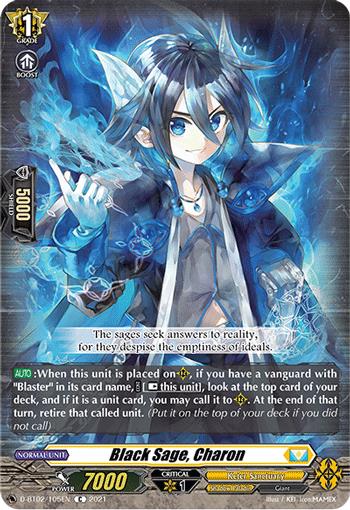 1
GRADE
BOOST
5000
SHIELD
The sages seek answers to reality,
for they despise the emptiness of ideals.
AUTO:When this unit is placed on R, if you have a vanguard with
"Blaster" in its card name, COST [ this unit], look at the top card of your
deck, and if it is a unit card, you may call it to R. At the end of that
turn, retire that called unit. (Put it on the top of your deck if you did
not call)
NORMAL UNIT
Black Sage, Charon
D-BT02/105EN C 2021
POWER 7000
CRITICAL
1
Keter Sanctuary
Shadow Paladin
Giant
illust / KEI icon:MAMEX